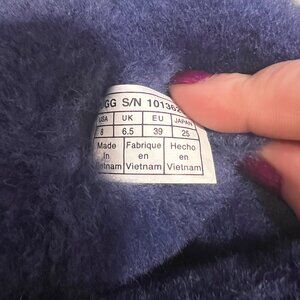 GG S/N 10136
USA UK EU JAPAN
8 6.5 39 25
Made Fabrique Hecho
In en en
Vietnam Vietnam Vietnam